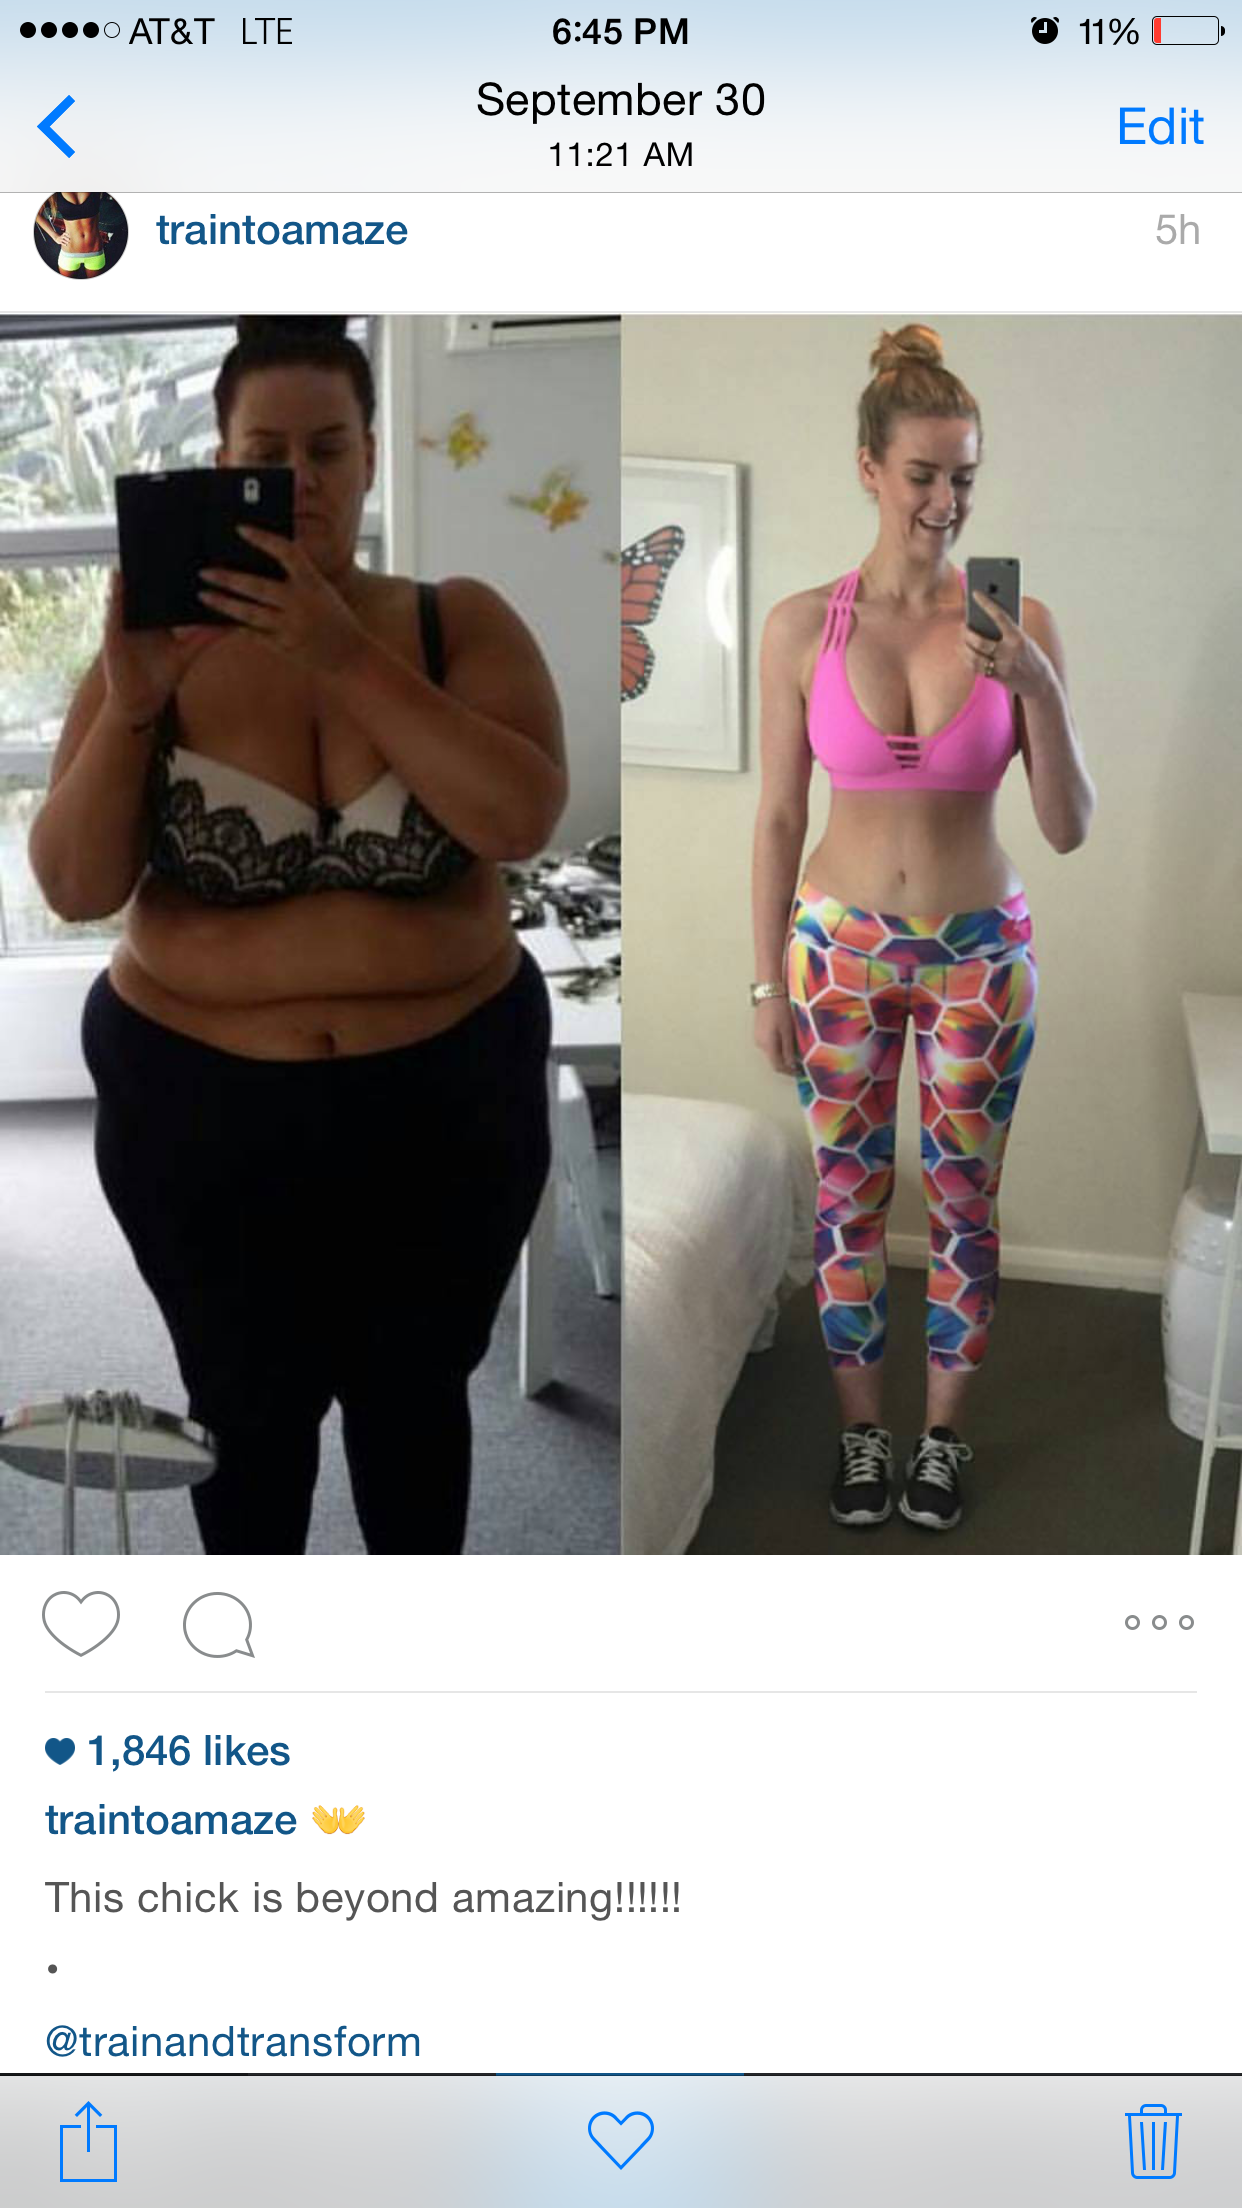 AT&T LTE 6:45 PM 11%
September 30
11:21 AM
Edit
traintoamaze 5h
1,846 likes
traintoamaze 👐
This chick is beyond amazing!!!!!!
.
@trainandtransform